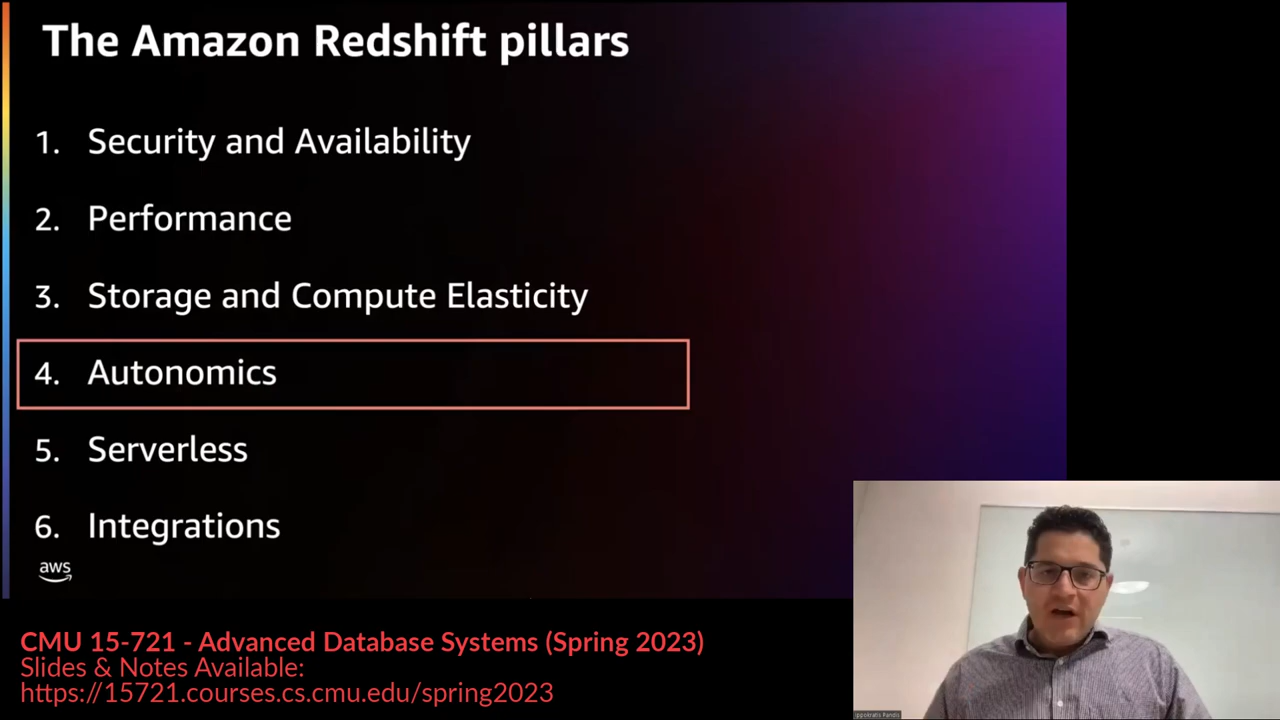 The Amazon Redshift pillars
1. Security and Availability
2. Performance
3. Storage and Compute Elasticity
4. Autonomics
5. Serverless
6. Integrations
aws
CMU 15-721 - Advanced Database Systems (Spring 2023)
Slides & Notes Available:
https://15721.courses.cs.cmu.edu/spring2023
Ippokratis Pandis